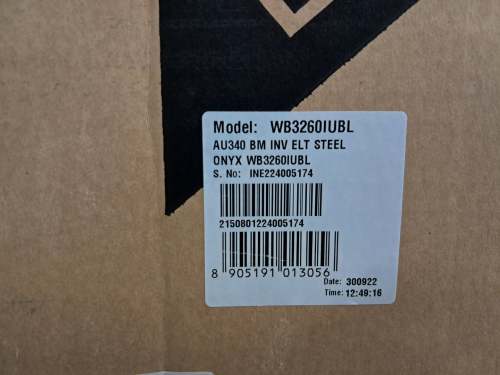 Model: WB3260IUBL
AU340 BM INV ELT STEEL
ONYX WB3260IUBL
S. No: INE224005174
2150801224005174
8 905191 013056
Date: 300922
Time: 12:49:16